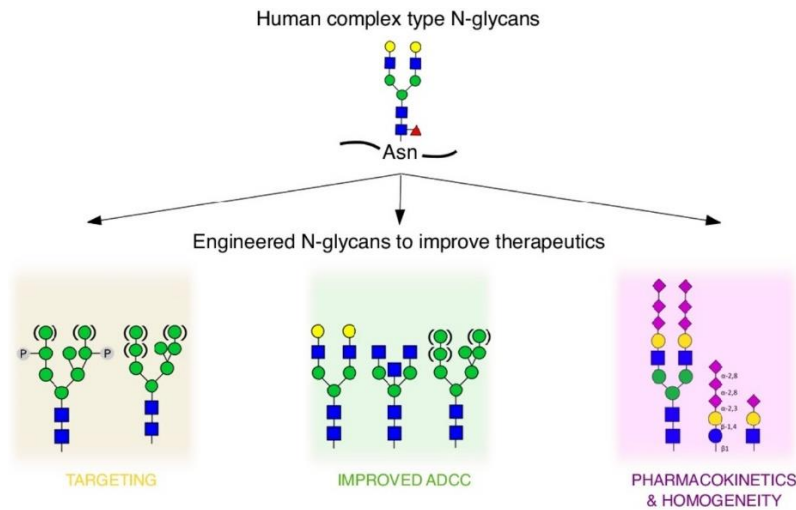 Human complex type N-glycans
Asn
Engineered N-glycans to improve therapeutics
P
P
α-2,8
α-2,8
α-2,3
β-1,4
β1
TARGETING
IMPROVED ADCC
PHARMACOKINETICS
& HOMOGENEITY